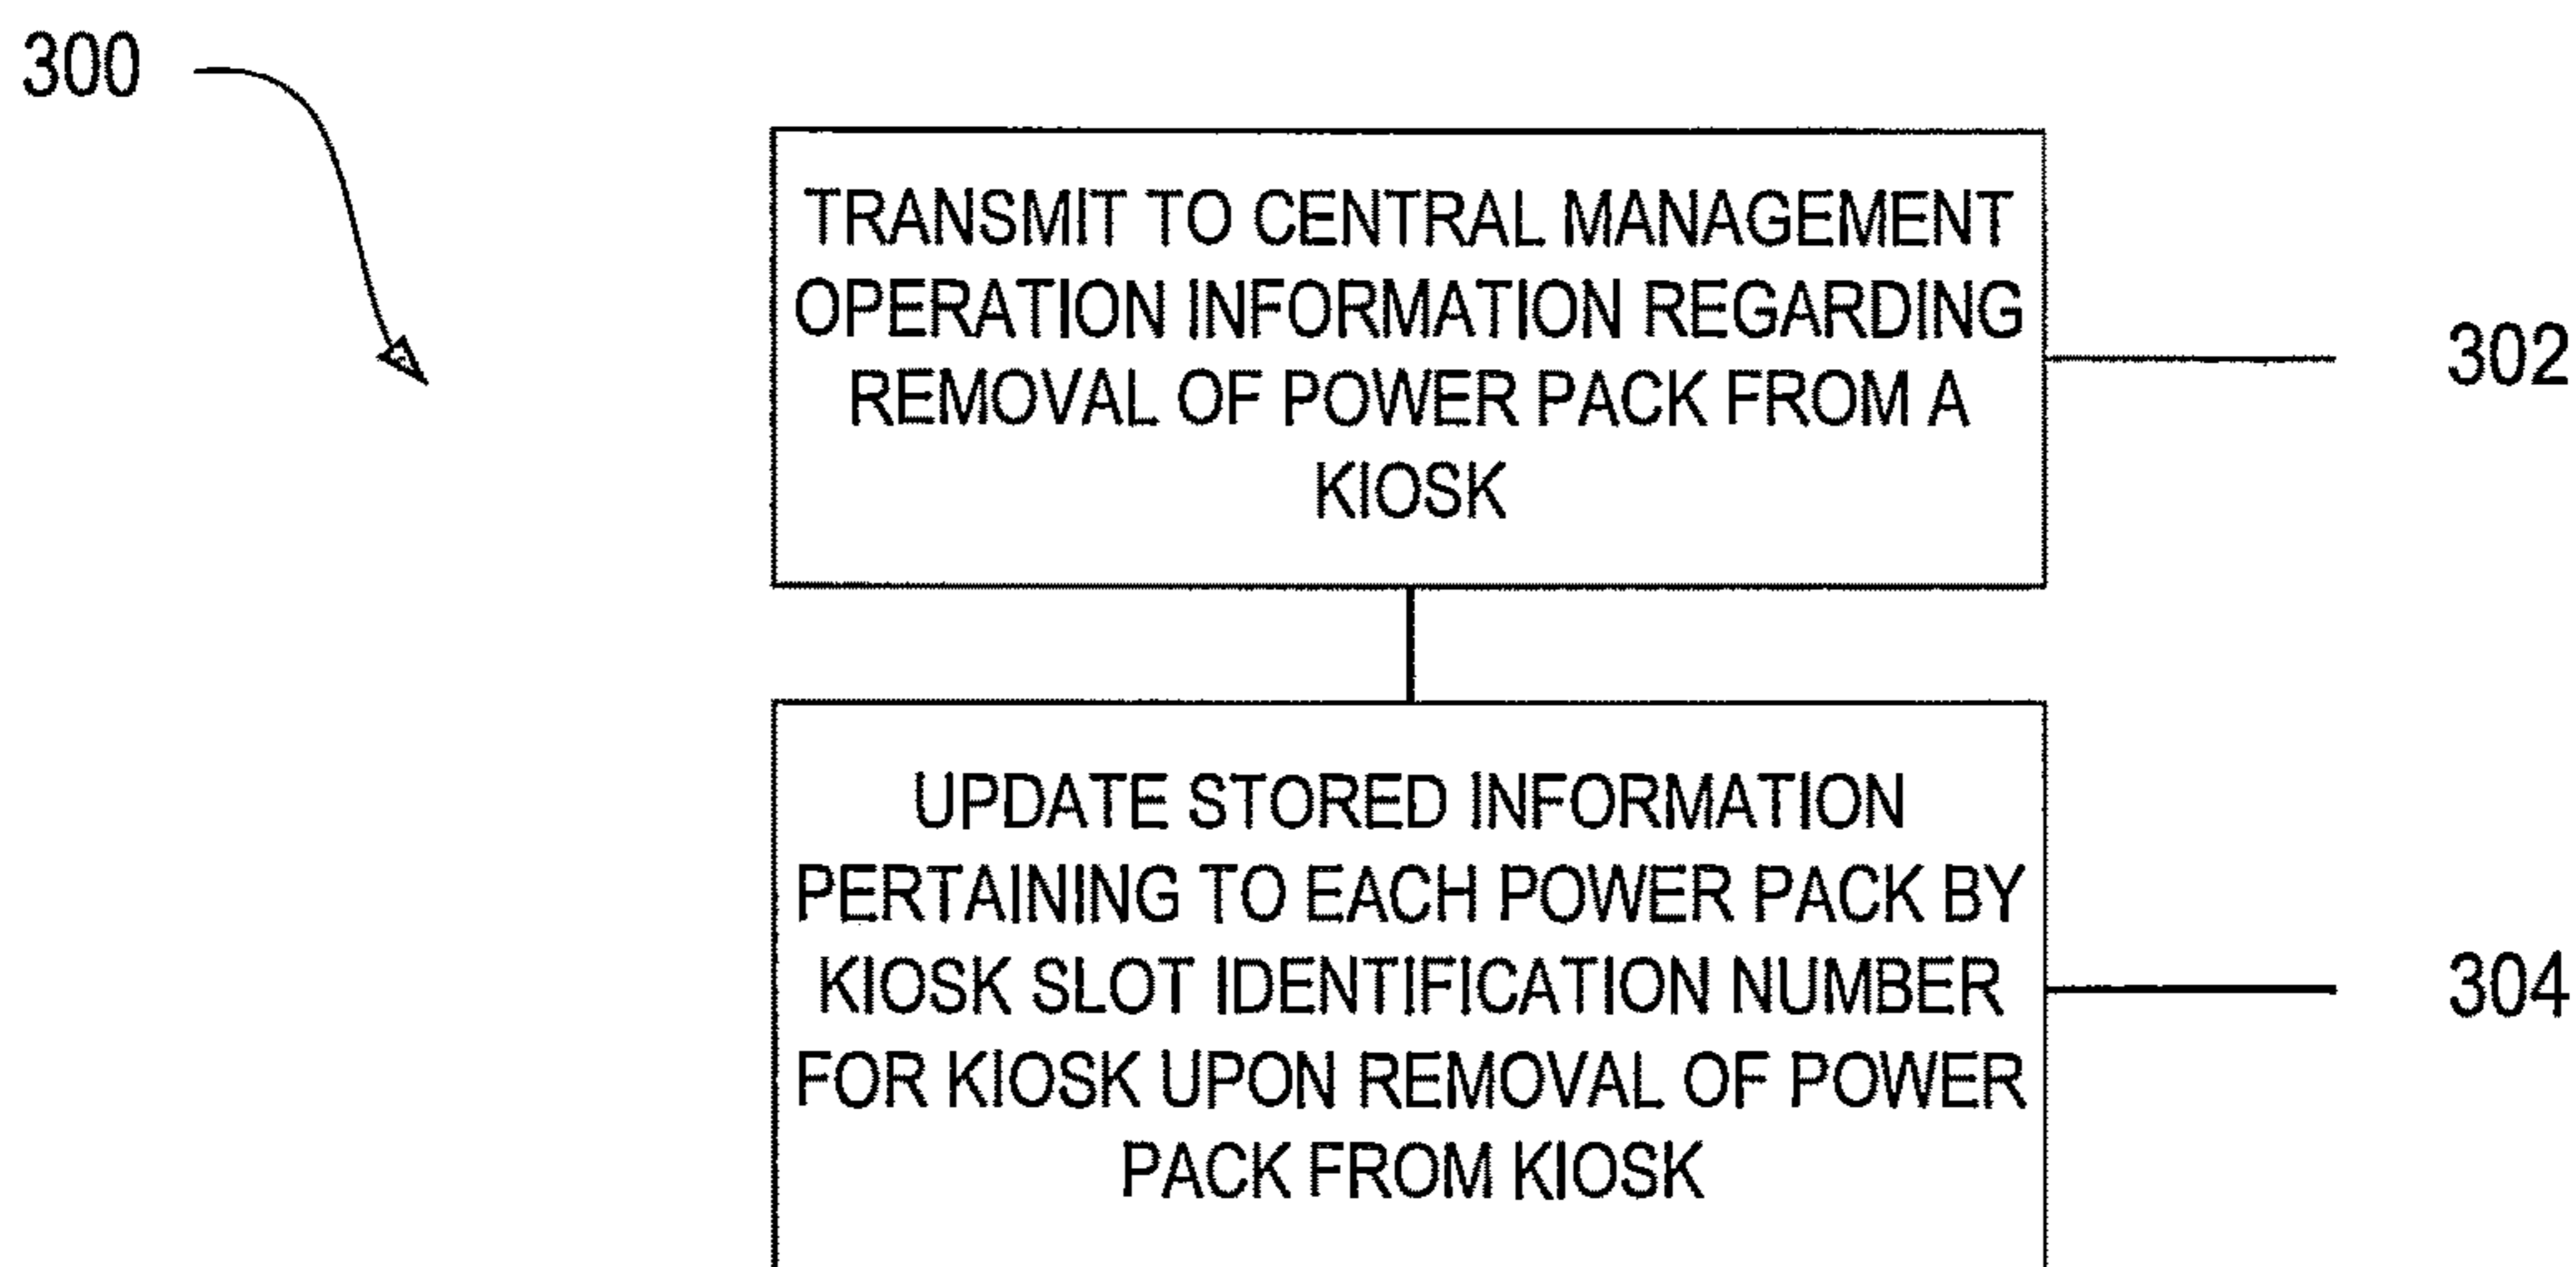 300
TRANSMIT TO CENTRAL MANAGEMENT
OPERATION INFORMATION REGARDING
REMOVAL OF POWER PACK FROM A
KIOSK
302
UPDATE STORED INFORMATION
PERTAINING TO EACH POWER PACK BY
KIOSK SLOT IDENTIFICATION NUMBER
FOR KIOSK UPON REMOVAL OF POWER
PACK FROM KIOSK
304